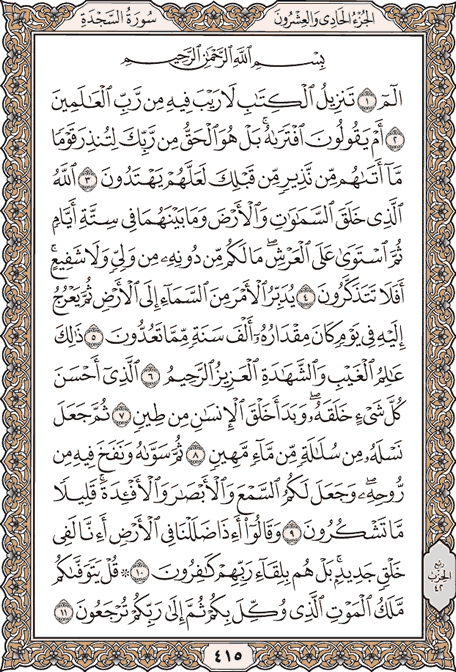 الجزء الحادي والعشرون
سورة السجدة
بسم الله الرحمن الرحيم
الٓمٓ ١ تَنزِيلُ ٱلْكِتَٰبِ لَا رَيْبَ فِيهِ مِن رَّبِّ ٱلْعَٰلَمِينَ
٢ أَمْ يَقُولُونَ ٱفْتَرَىٰهُ ۚ بَلْ هُوَ ٱلْحَقُّ مِن رَّبِّكَ لِتُنذِرَ قَوْمًا
مَّآ أَتَىٰهُم مِّن نَّذِيرٍ مِّن قَبْلِكَ لَعَلَّهُمْ يَهْتَدُونَ ٣ ٱللَّهُ
ٱلَّذِى خَلَقَ ٱلسَّمَٰوَٰتِ وَٱلْأَرْضَ وَمَا بَيْنَهُمَا فِى سِتَّةِ أَيَّامٍ
ثُمَّ ٱسْتَوَىٰ عَلَى ٱلْعَرْشِ ۖ مَا لَكُم مِّن دُونِهِۦ مِن وَلِىٍّ وَلَا شَفِيعٍ ۚ
أَفَلَا تَتَذَكَّرُونَ ٤ يُدَبِّرُ ٱلْأَمْرَ مِنَ ٱلسَّمَآءِ إِلَى ٱلْأَرْضِ ثُمَّ يَعْرُجُ
إِلَيْهِ فِى يَوْمٍ كَانَ مِقْدَارُهُۥٓ أَلْفَ سَنَةٍ مِّمَّا تَعُدُّونَ ٥ ذَٰلِكَ
عَٰلِمُ ٱلْغَيْبِ وَٱلشَّهَٰدَةِ ٱلْعَزِيزُ ٱلرَّحِيمُ ٦ ٱلَّذِىٓ أَحْسَنَ
كُلَّ شَىْءٍ خَلَقَهُۥ ۖ وَبَدَأَ خَلْقَ ٱلْإِنسَٰنِ مِن طِينٍ ٧ ثُمَّ جَعَلَ
نَسْلَهُۥ مِن سُلَٰلَةٍ مِّن مَّآءٍ مَّهِينٍ ٨ ثُمَّ سَوَّىٰهُ وَنَفَخَ فِيهِ مِن
رُّوحِهِۦ ۖ وَجَعَلَ لَكُمُ ٱلسَّمْعَ وَٱلْأَبْصَٰرَ وَٱلْأَفْـِٔدَةَ ۚ قَلِيلًا
مَّا تَشْكُرُونَ ٩ وَقَالُوٓا۟ أَءِذَا ضَلَلْنَا فِى ٱلْأَرْضِ أَءِنَّا لَفِى
خَلْقٍ جَدِيدٍۭ ۚ بَلْ هُم بِلِقَآءِ رَبِّهِمْ كَٰفِرُونَ ١٠ ۞ قُلْ يَتَوَفَّىٰكُم
مَّلَكُ ٱلْمَوْتِ ٱلَّذِى وُكِّلَ بِكُمْ ثُمَّ إِلَىٰ رَبِّكُمْ تُرْجَعُونَ ١١
ربع
الحزب
٤٢
٤١٥